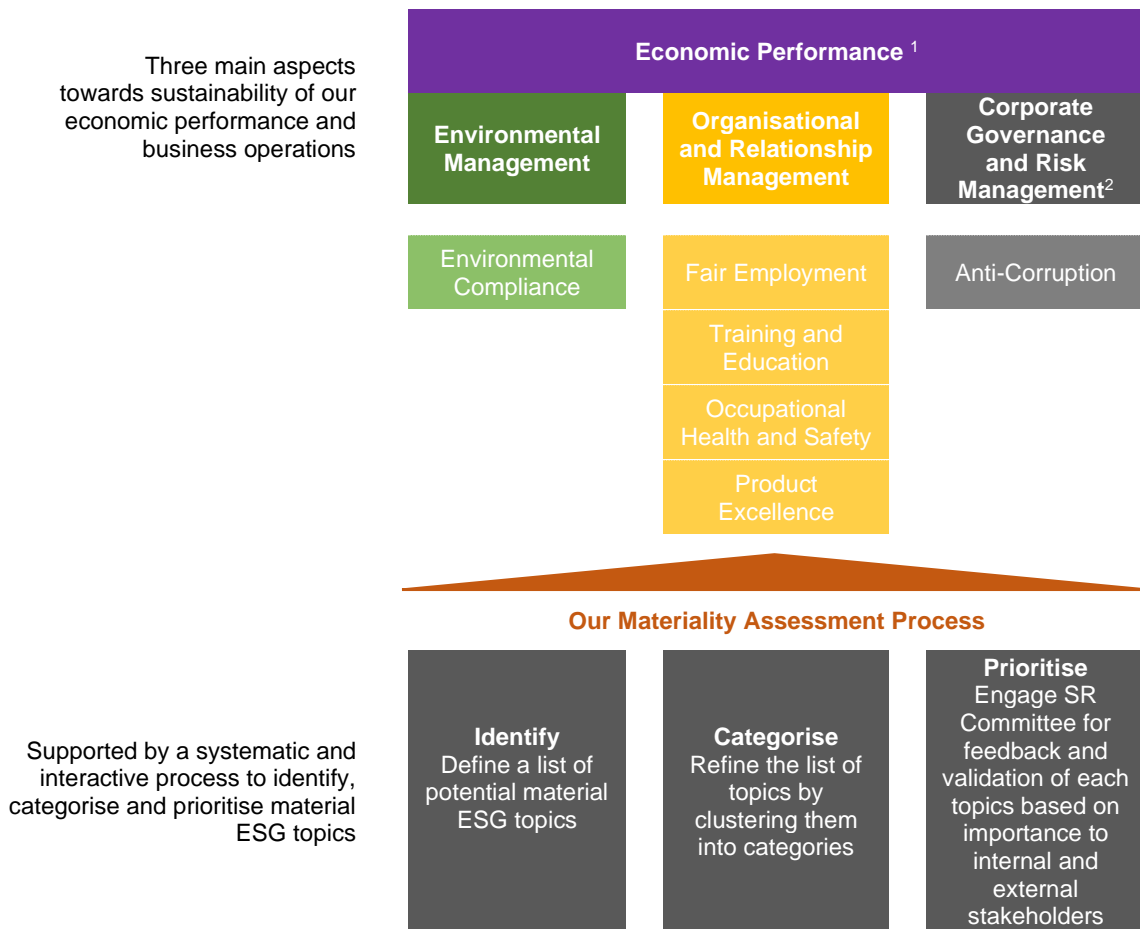 Three main aspects
towards sustainability of our
economic performance and
business operations
Economic Performance 1
Environmental
Management
Organisational
and Relationship
Management
Corporate
Governance
and Risk
Management2
Environmental
Compliance
Fair Employment
Training and
Education
Occupational
Health and Safety
Product
Excellence
Anti-Corruption
Our Materiality Assessment Process
Supported by a systematic and
interactive process to identify,
categorise and prioritise material
ESG topics
Identify
Define a list of
potential material
ESG topics
Categorise
Refine the list of
topics by
clustering them
into categories
Prioritise
Engage SR
Committee for
feedback and
validation of each
topics based on
importance to
internal and
external
stakeholders